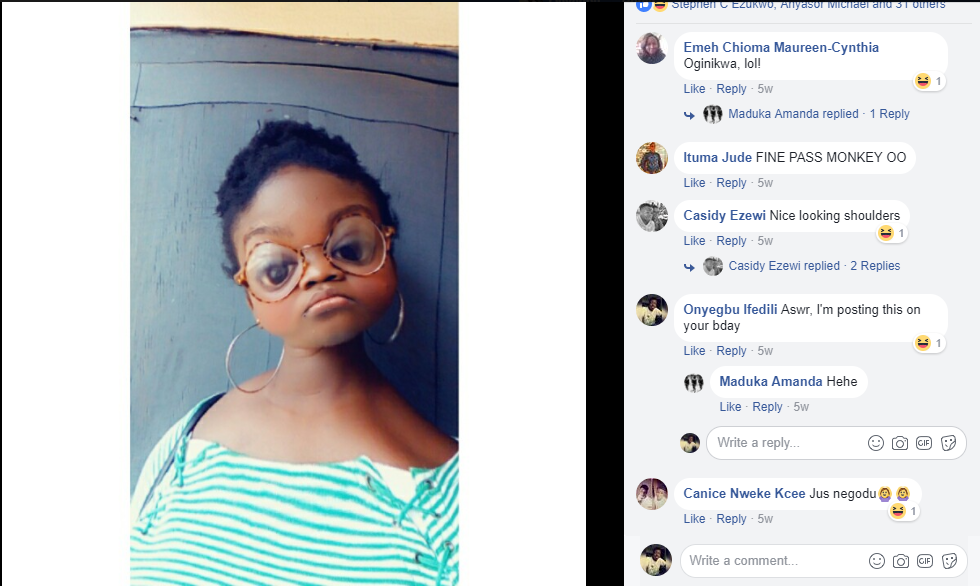 Stephen C Ezukwo, Anyasor Michael and 31 others
Emeh Chioma Maureen-Cynthia
Oginikwa, lol!
1
Like · Reply · 5w
Maduka Amanda replied · 1 Reply
Ituma Jude FINE PASS MONKEY OO
Like · Reply · 5w
Casidy Ezewi Nice looking shoulders
1
Like · Reply · 5w
Casidy Ezewi replied · 2 Replies
Onyegbu Ifedili Aswr, I'm posting this on
your bday
1
Like · Reply · 5w
Maduka Amanda Hehe
Like · Reply · 5w
Write a reply...
GIF
Canice Nweke Kcee Jus negodu🤦 🤦
1
Like · Reply · 5w
Write a comment...
GIF